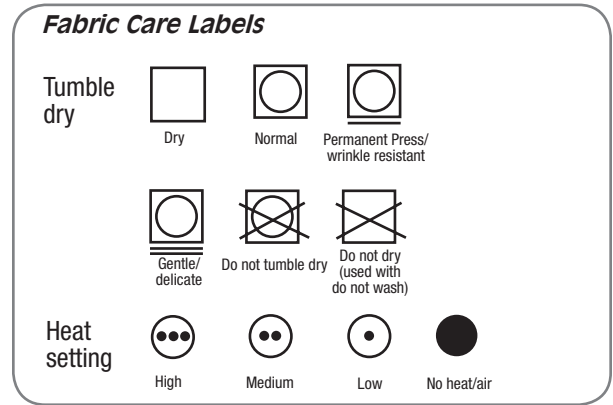 Fabric Care Labels
Tumble
dry
Dry
Normal
Permanent Press/
wrinkle resistant
Gentle/
delicate
Do not tumble dry
Do not dry
(used with
do not wash)
Heat
setting
High
Medium
Low
No heat/air